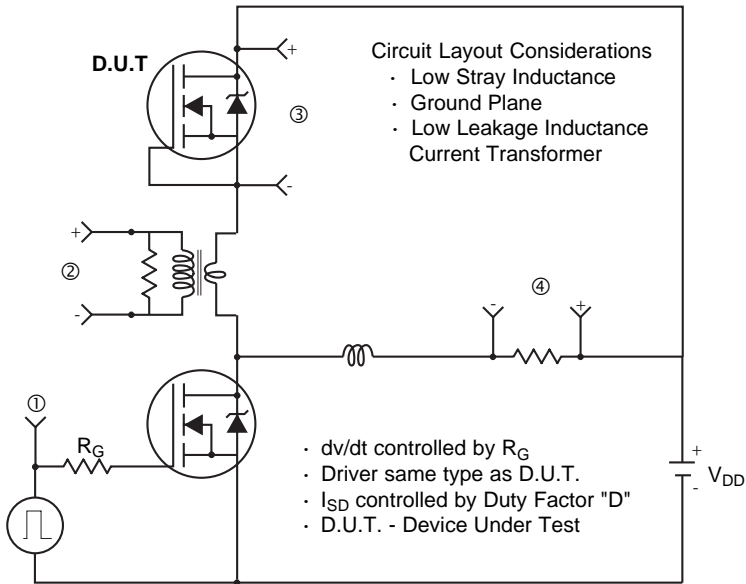 D.U.T
+
Circuit Layout Considerations
· Low Stray Inductance
· Ground Plane
③
· Low Leakage Inductance
Current Transformer
-
+
②
-
④
- +
①
R_G
· dv/dt controlled by R_G
· Driver same type as D.U.T.
· I_SD controlled by Duty Factor "D"
· D.U.T. - Device Under Test
+
V_DD
-